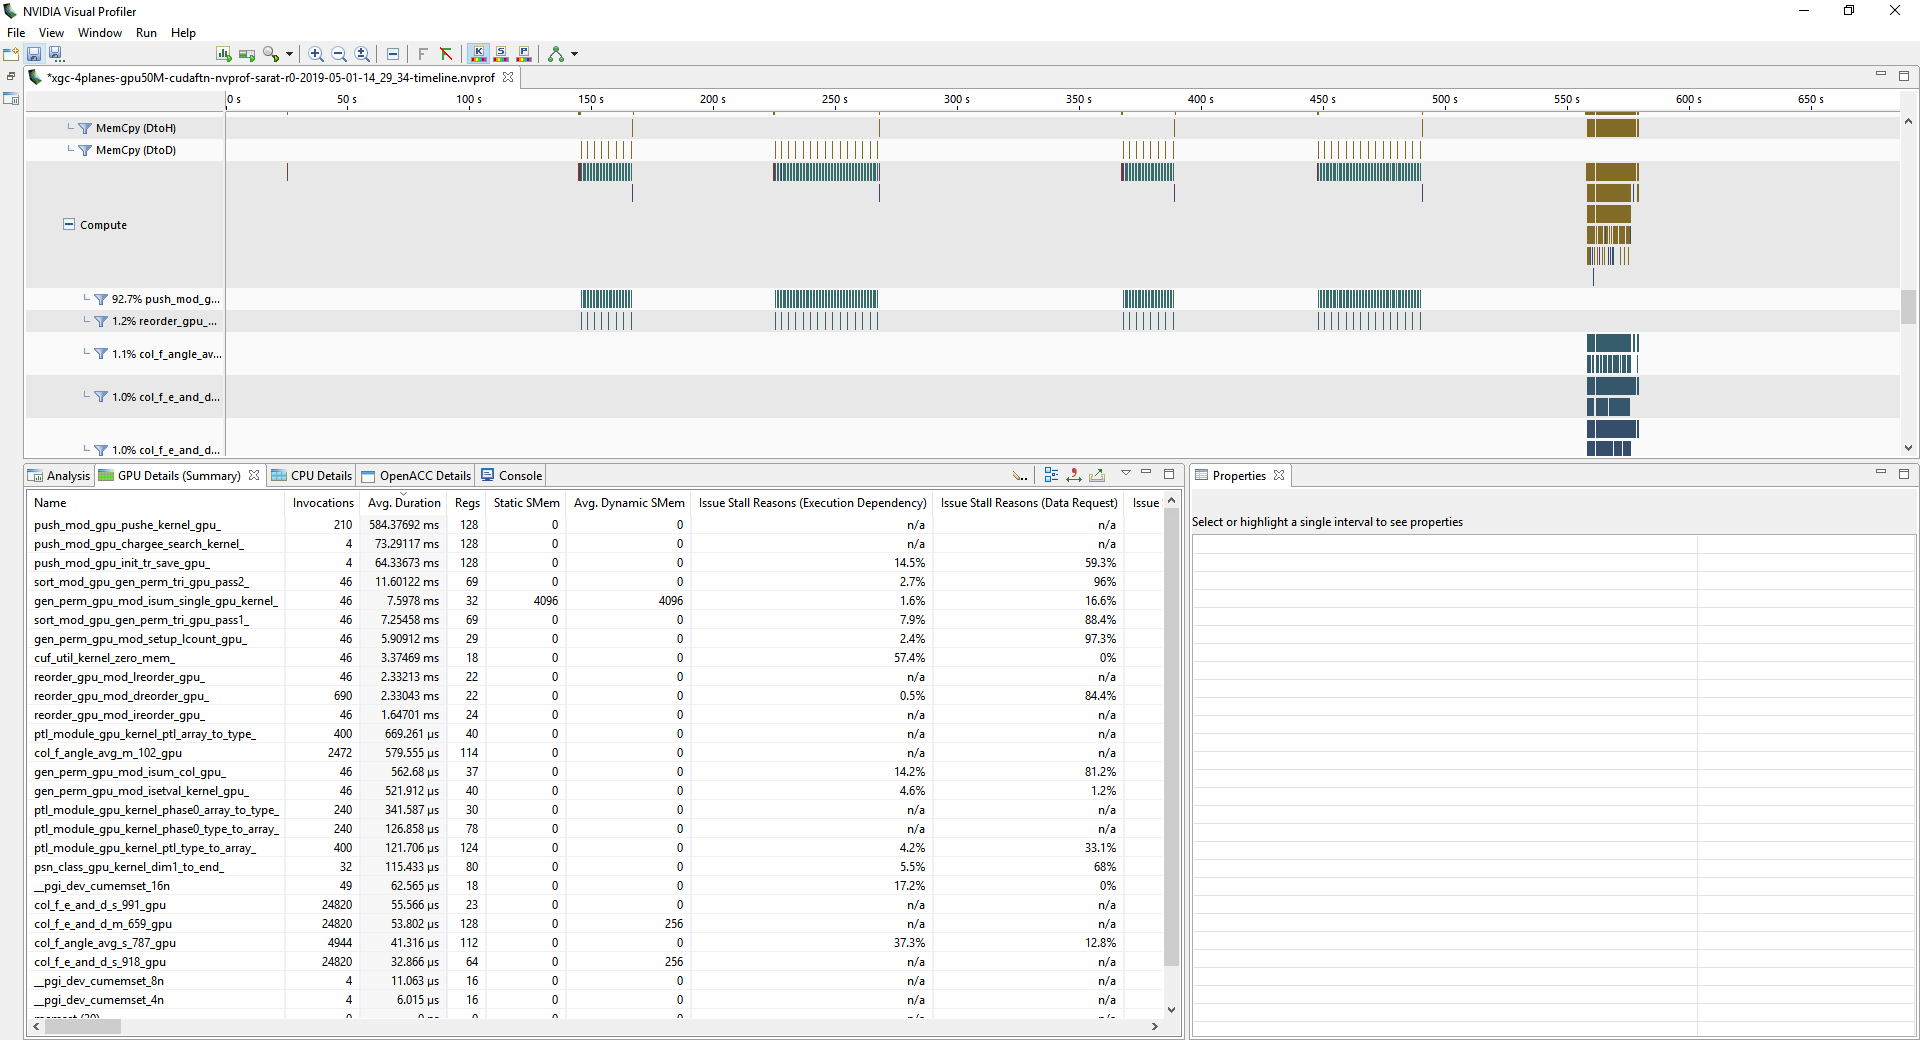 NVIDIA Visual Profiler
File View Window Run Help
*xgc-4planes-gpu50M-cudaftn-nvprof-sarat-r0-2019-05-01-14_29_34-timeline.nvprof
0 s 50 s 100 s 150 s 200 s 250 s 300 s 350 s 400 s 450 s 500 s 550 s 600 s 650 s
MemCpy (DtoH)
MemCpy (DtoD)
Compute
92.7% push_mod_g...
1.2% reorder_gpu_...
1.1% col_f_angle_av...
1.0% col_f_e_and_d...
1.0% col_f_e_and_d...
Analysis GPU Details (Summary) CPU Details OpenACC Details Console
Name Invocations Avg. Duration Regs Static SMem Avg. Dynamic SMem Issue Stall Reasons (Execution Dependency) Issue Stall Reasons (Data Request) Issue
push_mod_gpu_pushe_kernel_gpu_ 210 584.37692 ms 128 0 0 n/a n/a
push_mod_gpu_chargee_search_kernel_ 4 73.29117 ms 128 0 0 n/a n/a
push_mod_gpu_init_tr_save_gpu_ 4 64.33673 ms 128 0 0 14.5% 59.3%
sort_mod_gpu_gen_perm_tri_gpu_pass2_ 46 11.60122 ms 69 0 0 2.7% 96%
gen_perm_gpu_mod_isum_single_gpu_kernel_ 46 7.5978 ms 32 4096 4096 1.6% 16.6%
sort_mod_gpu_gen_perm_tri_gpu_pass1_ 46 7.25458 ms 69 0 0 7.9% 88.4%
gen_perm_gpu_mod_setup_lcount_gpu_ 46 5.90912 ms 29 0 0 2.4% 97.3%
cuf_util_kernel_zero_mem_ 46 3.37469 ms 18 0 0 57.4% 0%
reorder_gpu_mod_lreorder_gpu_ 46 2.33213 ms 22 0 0 n/a n/a
reorder_gpu_mod_dreorder_gpu_ 690 2.33043 ms 22 0 0 0.5% 84.4%
reorder_gpu_mod_ireorder_gpu_ 46 1.64701 ms 24 0 0 n/a n/a
ptl_module_gpu_kernel_ptl_array_to_type_ 400 669.261 µs 40 0 0 n/a n/a
col_f_angle_avg_m_102_gpu 2472 579.555 µs 114 0 0 n/a n/a
gen_perm_gpu_mod_isum_col_gpu_ 46 562.68 µs 37 0 0 14.2% 81.2%
gen_perm_gpu_mod_isetval_kernel_gpu_ 46 521.912 µs 40 0 0 4.6% 1.2%
ptl_module_gpu_kernel_phase0_array_to_type_ 240 341.587 µs 30 0 0 n/a n/a
ptl_module_gpu_kernel_phase0_type_to_array_ 240 126.858 µs 78 0 0 n/a n/a
ptl_module_gpu_kernel_ptl_type_to_array_ 400 121.706 µs 124 0 0 4.2% 33.1%
psn_class_gpu_kernel_dim1_to_end_ 32 115.433 µs 80 0 0 5.5% 68%
__pgi_dev_cumemset_16n 49 62.565 µs 18 0 0 17.2% 0%
col_f_e_and_d_s_991_gpu 24820 55.566 µs 23 0 0 n/a n/a
col_f_e_and_d_m_659_gpu 24820 53.802 µs 128 0 256 n/a n/a
col_f_angle_avg_s_787_gpu 4944 41.316 µs 112 0 0 37.3% 12.8%
col_f_e_and_d_s_918_gpu 24820 32.866 µs 64 0 256 n/a n/a
__pgi_dev_cumemset_8n 4 11.063 µs 16 0 0 n/a n/a
__pgi_dev_cumemset_4n 4 6.015 µs 16 0 0 n/a n/a
Properties
Select or highlight a single interval to see properties